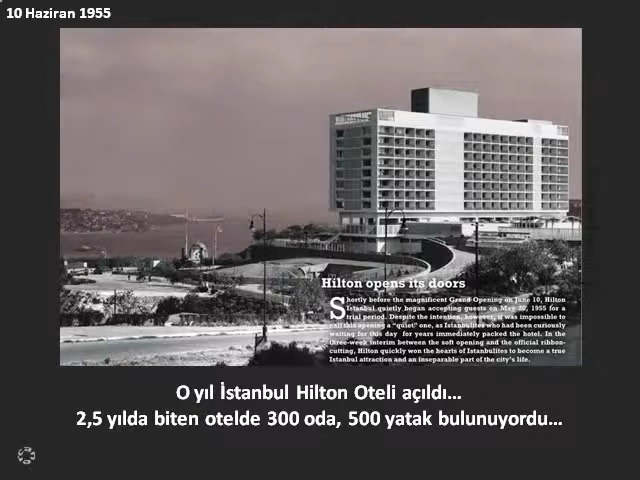 10 Haziran 1955
Hilton opens its doors
Shortly before the magnificent Grand Opening on June 10, Hilton
Istanbul quietly began accepting guests on May 20, 1955 for a
trial period. Despite the intention, however, it was impossible to
call this opening a "quiet" one, as Istanbulites who had been curiously
waiting for this day for years immediately packed the hotel. In the
three-week interim between the soft opening and the official ribbon-
cutting, Hilton quickly won the hearts of Istanbulites to become a true
Istanbul attraction and an inseparable part of the city's life.
O yıl İstanbul Hilton Oteli açıldı...
2,5 yılda biten otelde 300 oda, 500 yatak bulunuyordu...